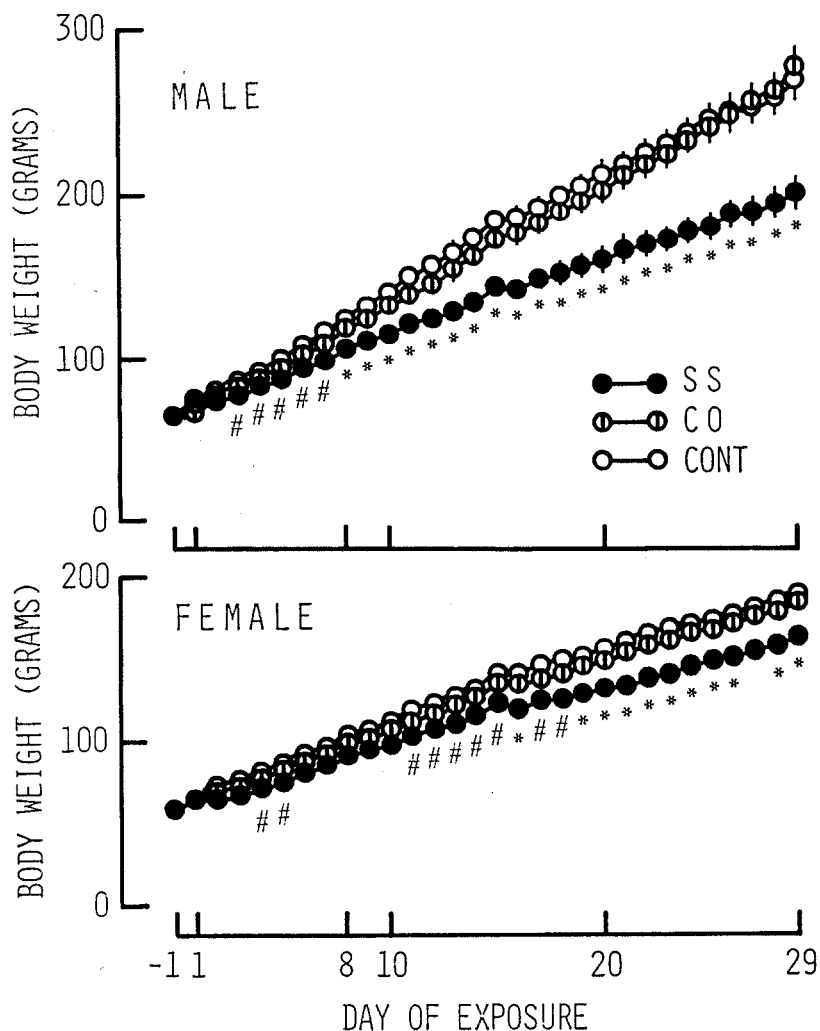 300
MALE
200
100
0
BODY WEIGHT (GRAMS)
SS
CO
CONT
# # # # #
* * * * * * * * * * * * * * * * * * * * * *
200
FEMALE
100
0
BODY WEIGHT (GRAMS)
# #
# # # # # * # # * * * * * * * * * *
-1 1 8 10 20 29
DAY OF EXPOSURE